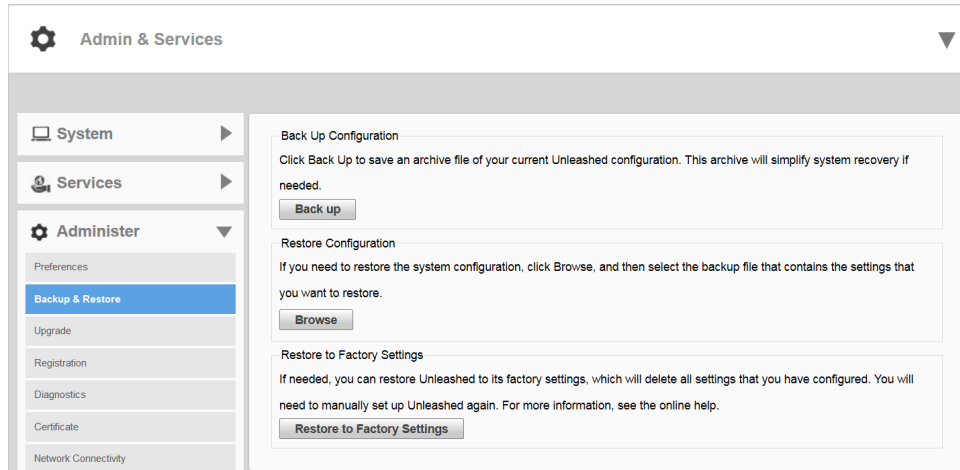 Admin & Services
System
Services
Administer
Preferences
Backup & Restore
Upgrade
Registration
Diagnostics
Certificate
Network Connectivity
Back Up Configuration
Click Back Up to save an archive file of your current Unleashed configuration. This archive will simplify system recovery if
needed.
Back up
Restore Configuration
If you need to restore the system configuration, click Browse, and then select the backup file that contains the settings that
you want to restore.
Browse
Restore to Factory Settings
If needed, you can restore Unleashed to its factory settings, which will delete all settings that you have configured. You will
need to manually set up Unleashed again. For more information, see the online help.
Restore to Factory Settings